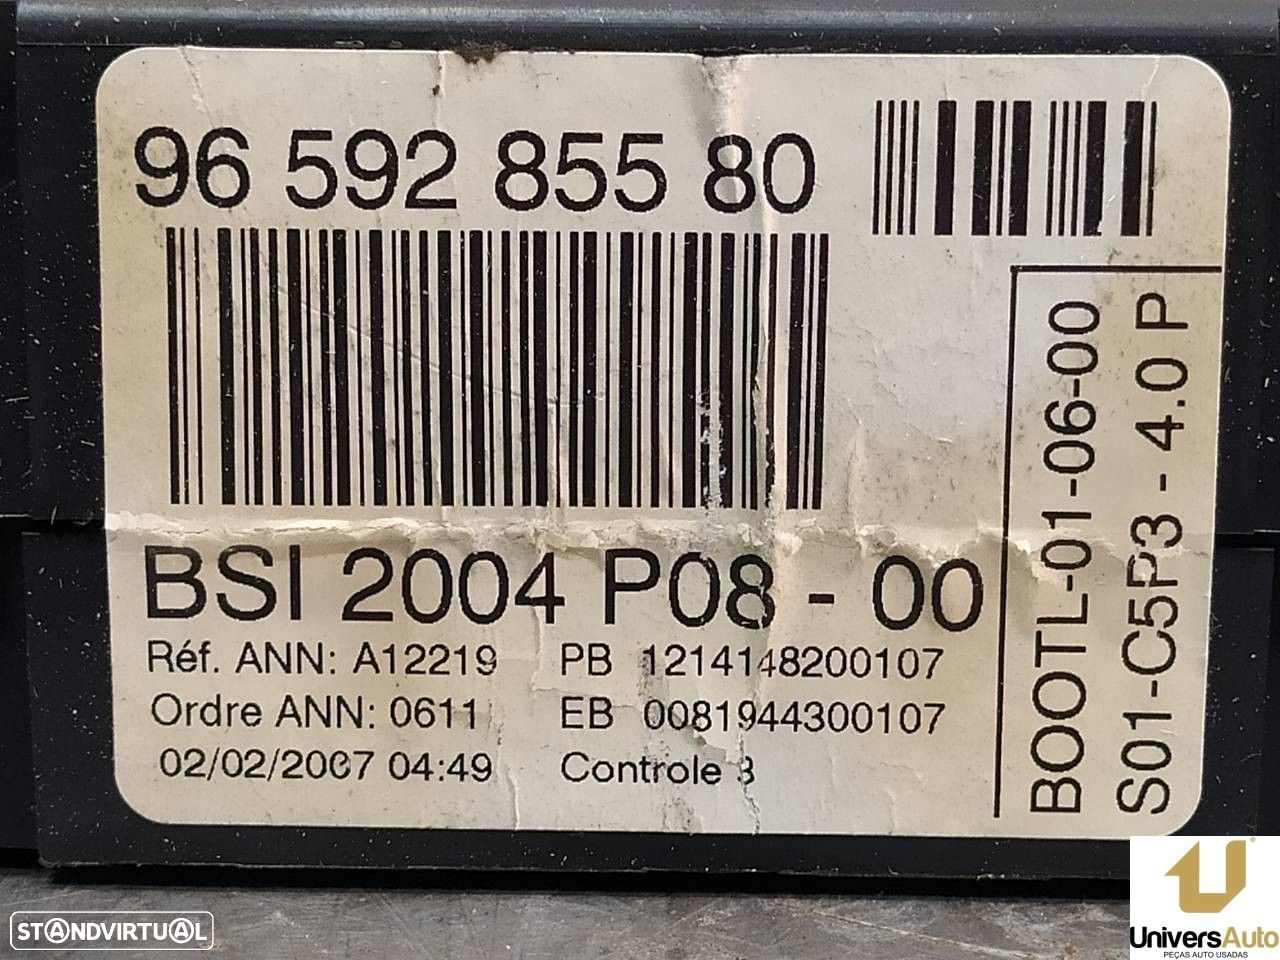 96 592 855 80
BSI 2004 P08 - 00
Réf. ANN: A12219 PB 1214148200107
Ordre ANN: 0611 EB 0081944300107
02/02/2007 04:49 Controle 3
BOOTL-01-06-00
S01-C5P3 - 4.0 P
STANDVIRTUAL
UniversAuto
PEÇAS AUTO USADAS